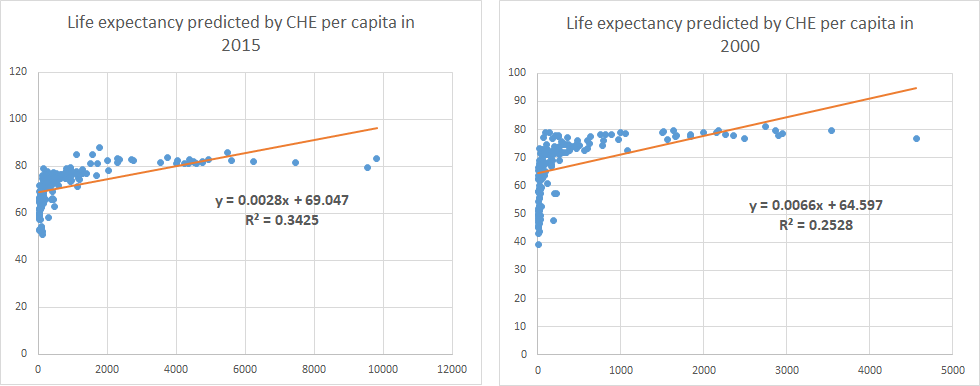 Life expectancy predicted by CHE per capita in
2015
120
100
80
60
40
20
0
0 2000 4000 6000 8000 10000 12000
y = 0.0028x + 69.047
R² = 0.3425
Life expectancy predicted by CHE per capita in
2000
100
90
80
70
60
50
40
30
20
10
0
0 1000 2000 3000 4000 5000
y = 0.0066x + 64.597
R² = 0.2528